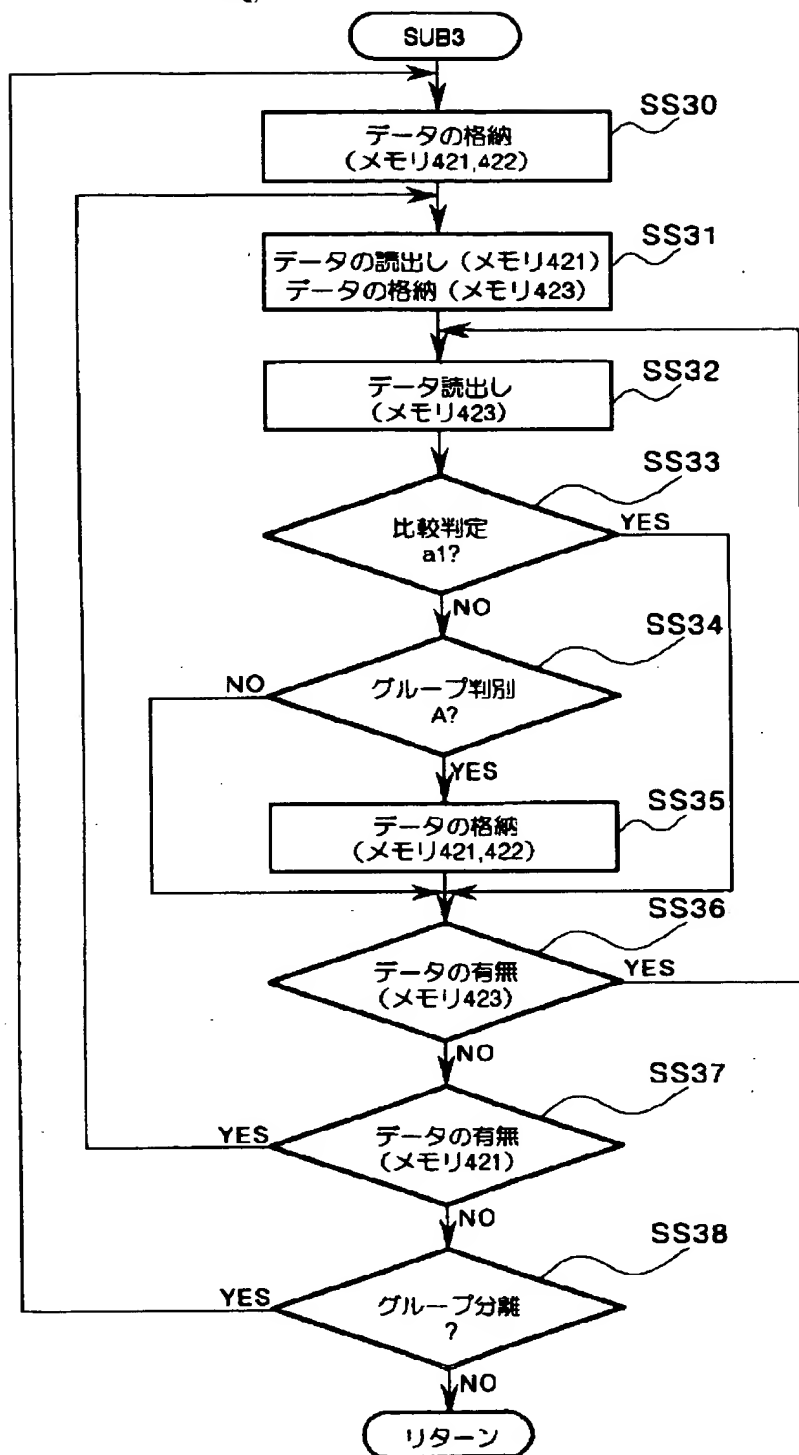 SUB3
SS30
データの格納
(メモリ421,422)
SS31
データの読出し(メモリ421)
データの格納(メモリ423)
SS32
データ読出し
(メモリ423)
SS33
比較判定
a1?
YES
NO
SS34
グループ判別
A?
NO
YES
SS35
データの格納
(メモリ421,422)
SS36
データの有無
(メモリ423)
YES
NO
SS37
データの有無
(メモリ421)
YES
NO
SS38
グループ分離
?
YES
NO
リターン